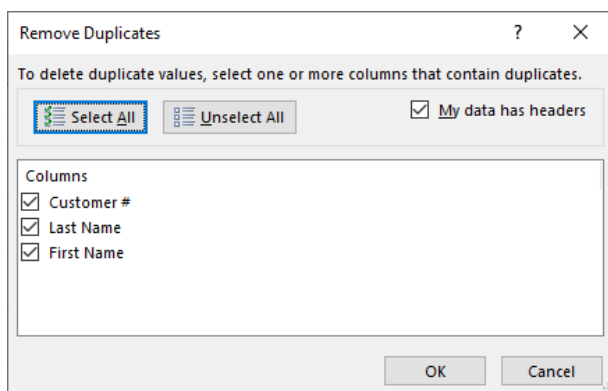 Remove Duplicates ? ×
To delete duplicate values, select one or more columns that contain duplicates.
Select All Unselect All My data has headers
Columns
Customer #
Last Name
First Name
OK Cancel